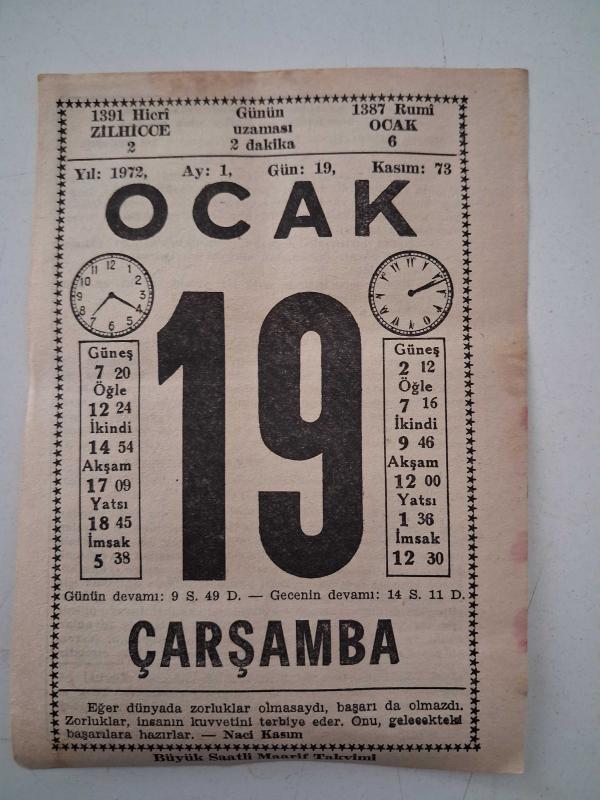 1391 Hicrî
ZİLHİCCE
2
Günün
uzaması
2 dakika
1387 Rumî
OCAK
6
Yıl: 1972, Ay: 1, Gün: 19, Kasım: 73
OCAK
19
Güneş
7 20
Öğle
12 24
İkindi
14 54
Akşam
17 09
Yatsı
18 45
İmsak
5 38
Güneş
2 12
Öğle
7 16
İkindi
9 46
Akşam
12 00
Yatsı
1 36
İmsak
12 30
Günün devamı: 9 S. 49 D. — Gecenin devamı: 14 S. 11 D.
ÇARŞAMBA
Eğer dünyada zorluklar olmasaydı, başarı da olmazdı.
Zorluklar, insanın kuvvetini terbiye eder. Onu, gelecekteki
başarılara hazırlar. — Naci Kasım
Büyük Saatli Maarif Takvimi